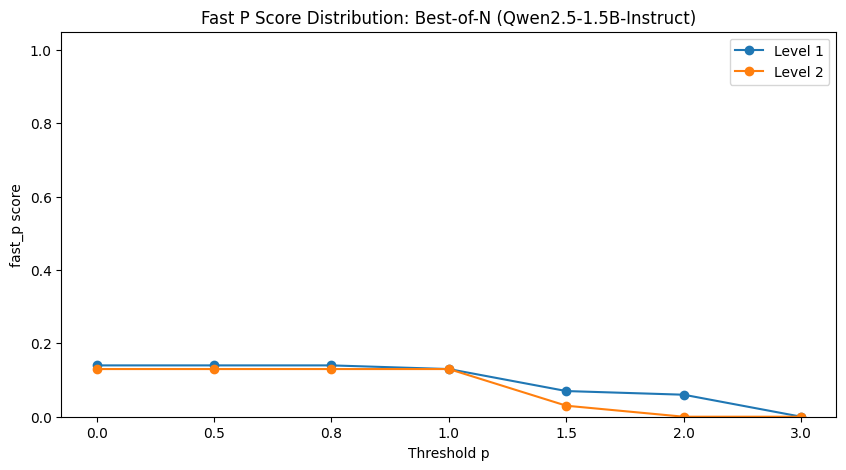 Fast P Score Distribution: Best-of-N (Qwen2.5-1.5B-Instruct)
Level 1
Level 2
fast_p score
1.0
0.8
0.6
0.4
0.2
0.0
0.0 0.5 0.8 1.0 1.5 2.0 3.0
Threshold p